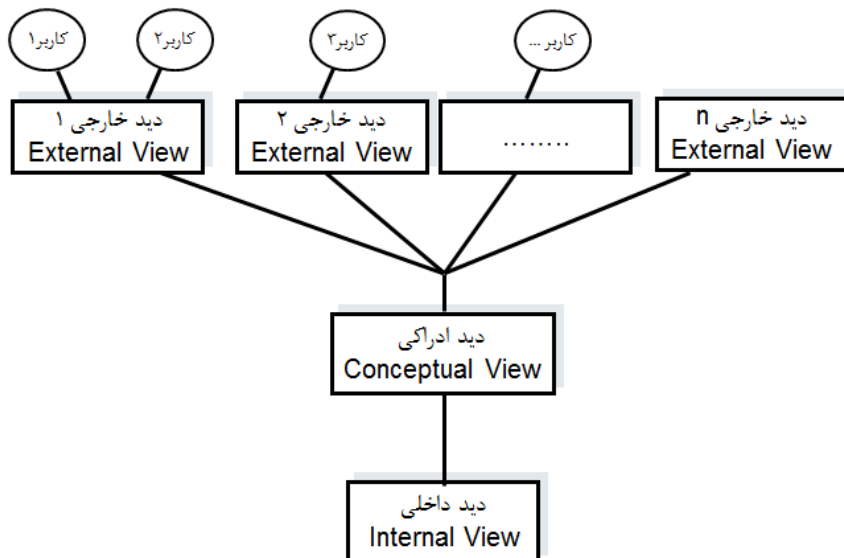 کاربر۱
کاربر۲
کاربر۳
کاربر ...
دید خارجی ۱
External View
دید خارجی ۲
External View
........
دید خارجی n
External View
دید ادراکی
Conceptual View
دید داخلی
Internal View